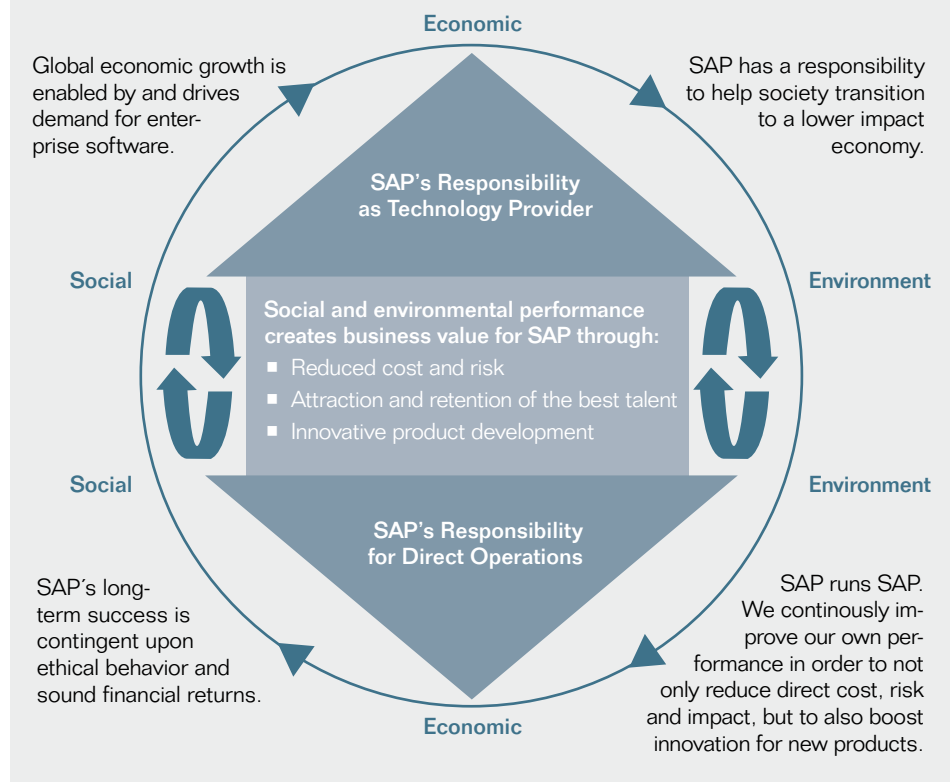 Economic
Global economic growth is
enabled by and drives
demand for enter-
prise software.
SAP has a responsibility
to help society transition
to a lower impact
economy.
SAP's Responsibility
as Technology Provider
Social
Environment
Social and environmental performance
creates business value for SAP through:
■ Reduced cost and risk
■ Attraction and retention of the best talent
■ Innovative product development
Social
Environment
SAP's Responsibility
for Direct Operations
SAP´s long-
term success is
contingent upon
ethical behavior and
sound financial returns.
SAP runs SAP.
We continously im-
prove our own per-
formance in order to not
only reduce direct cost, risk
and impact, but to also boost
innovation for new products.
Economic